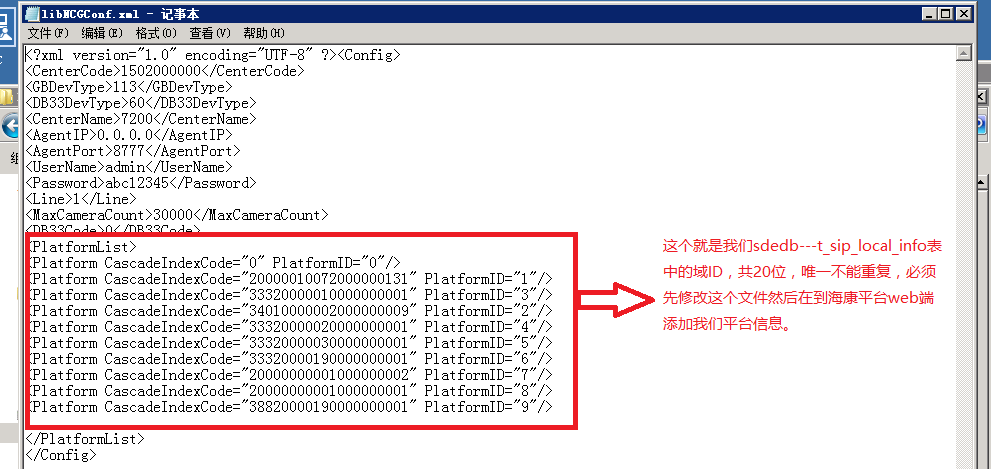 libNCGConf.xml - 记事本
文件(F) 编辑(E) 格式(O) 查看(V) 帮助(H)
<?xml version="1.0" encoding="UTF-8" ?><Config>
<CenterCode>1502000000</CenterCode>
<GBDevType>113</GBDevType>
<DB33DevType>60</DB33DevType>
<CenterName>7200</CenterName>
<AgentIP>0.0.0.0</AgentIP>
<AgentPort>8777</AgentPort>
<UserName>admin</UserName>
<Password>abc12345</Password>
<Line>1</Line>
<MaxCameraCount>30000</MaxCameraCount>
<DB33Code>0</DB33Code>
<PlatformList>
<Platform CascadeIndexCode="0" PlatformID="0"/>
<Platform CascadeIndexCode="20000010072000000131" PlatformID="1"/>
<Platform CascadeIndexCode="33320000010000000001" PlatformID="3"/>
<Platform CascadeIndexCode="34010000002000000009" PlatformID="2"/>
<Platform CascadeIndexCode="33320000020000000001" PlatformID="4"/>
<Platform CascadeIndexCode="33320000030000000001" PlatformID="5"/>
<Platform CascadeIndexCode="33320000190000000001" PlatformID="6"/>
<Platform CascadeIndexCode="20000000001000000002" PlatformID="7"/>
<Platform CascadeIndexCode="20000000001000000001" PlatformID="8"/>
<Platform CascadeIndexCode="38820000190000000001" PlatformID="9"/>
</PlatformList>
</Config>
这个就是我们sdedb---t_sip_local_info表
中的域ID，共20位，唯一不能重复，必须
先修改这个文件然后在到海康平台web端
添加我们平台信息。